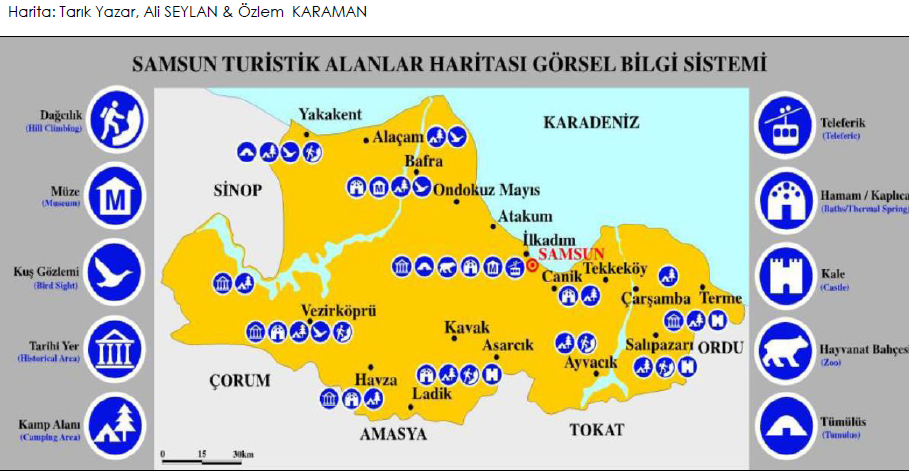 Harita: Tarık Yazar, Ali SEYLAN & Özlem KARAMAN
SAMSUN TURİSTİK ALANLAR HARİTASI GÖRSEL BİLGİ SİSTEMİ
Dağcılık
(Hill Climbing)
Müze
(Museum)
Kuş Gözlemi
(Bird Sight)
Tarihi Yer
(Historical Area)
Kamp Alanı
(Camping Area)
Yakakent
Alaçam
Bafra
KARADENİZ
SİNOP
Ondokuz Mayıs
Atakum
İlkadım
SAMSUN
Canik
Tekkeköy
Çarşamba
Terme
Vezirköprü
Kavak
Asarcık
Salıpazarı
ORDU
Ayvacık
ÇORUM
Havza
Ladik
AMASYA
TOKAT
0 15 30km
Teleferik
(Teleferic)
Hamam / Kaplıca
(Baths/Thermal Spring)
Kale
(Castle)
Hayvanat Bahçesi
(Zoo)
Tümülüs
(Tumulus)
M
M
M